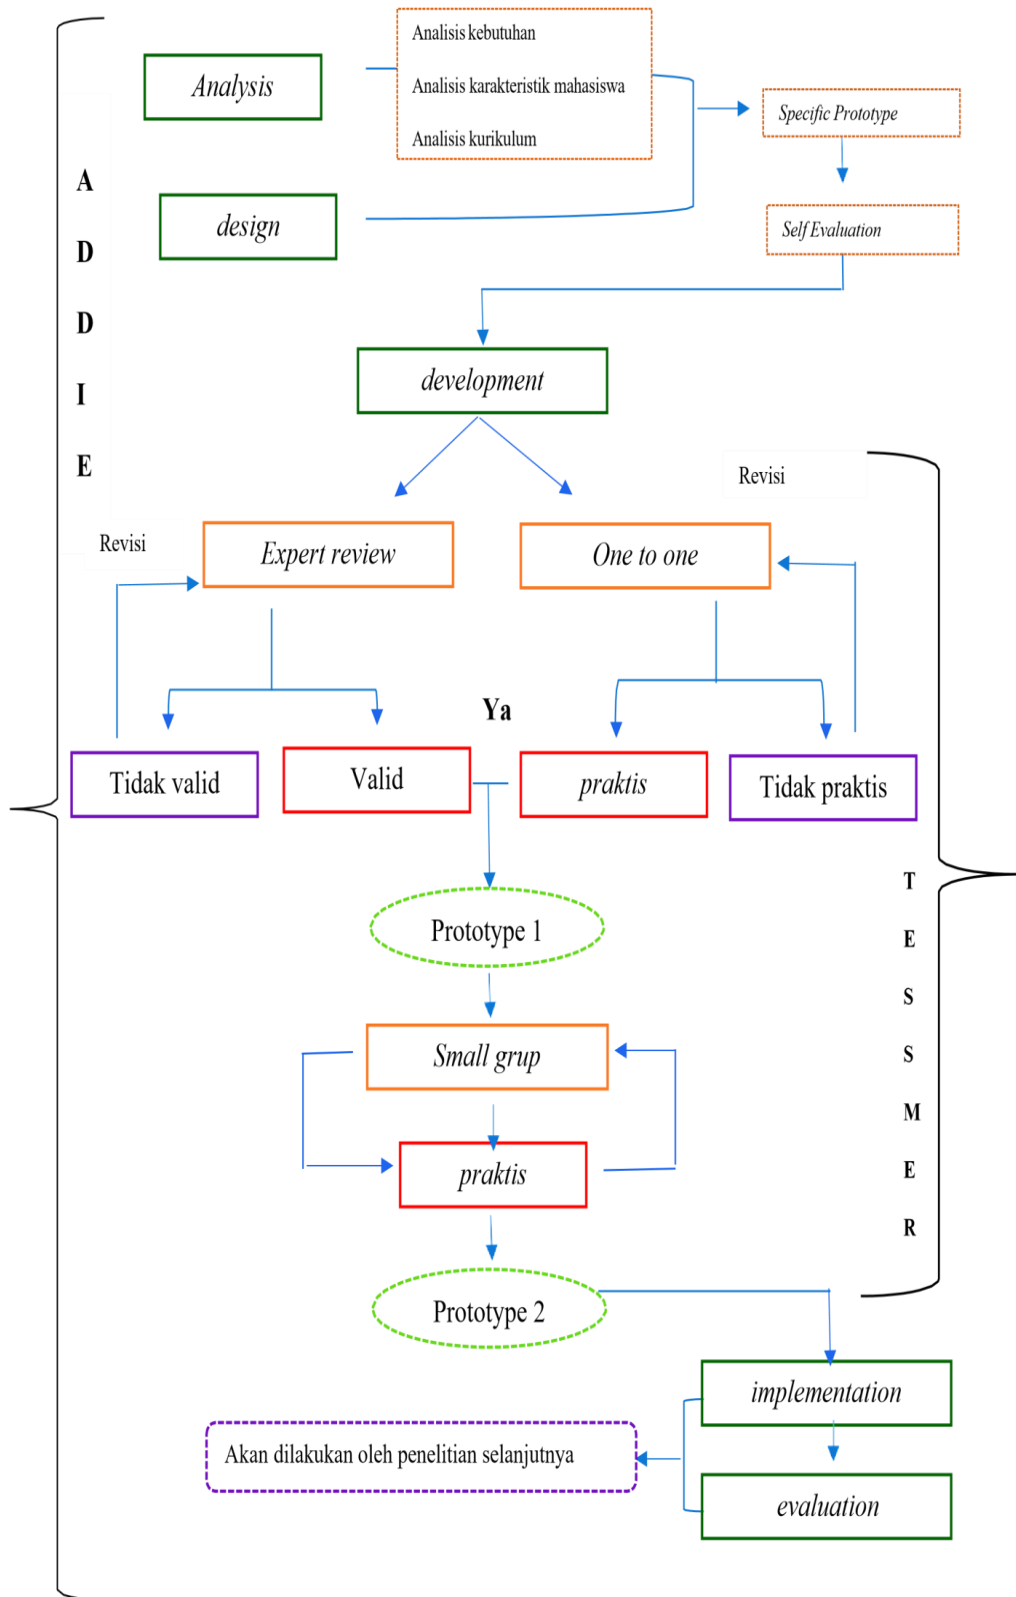 Analysis
Analisis kebutuhan
Analisis karakteristik mahasiswa
Analisis kurikulum
Specific Prototype
A
D
D
I
E
design
Self Evaluation
development
Revisi
Revisi
Expert review
One to one
Ya
Tidak valid
Valid
praktis
Tidak praktis
Prototype 1
T
E
S
S
M
E
R
Small grup
praktis
Prototype 2
implementation
Akan dilakukan oleh penelitian selanjutnya
evaluation